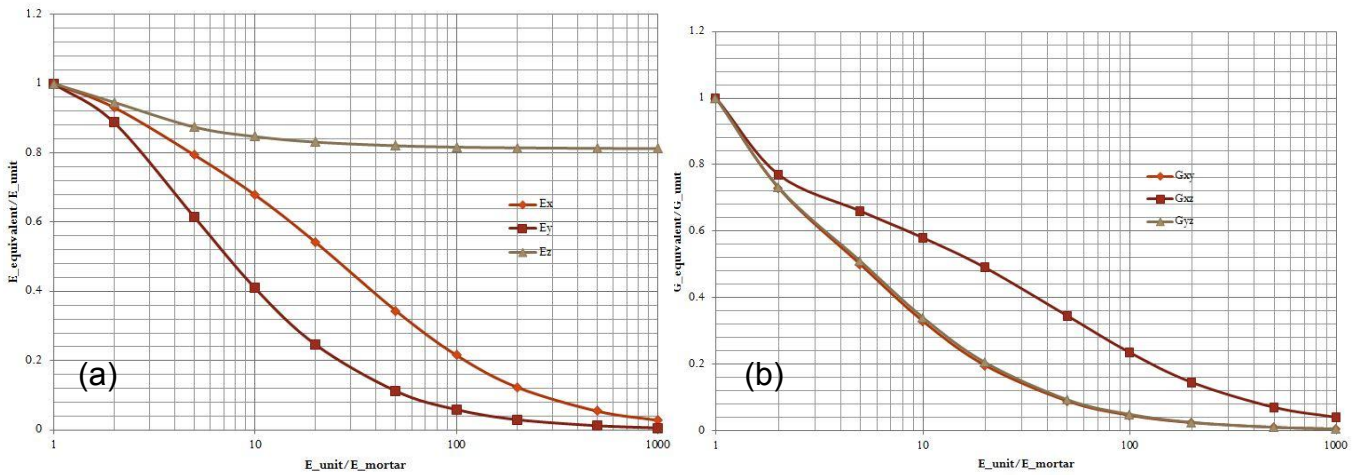 1.2
1
0.8
0.6
0.4
0.2
0
E_equivalent/E_unit
Ex
Ey
Ez
(a)
1 10 100 1000
E_unit/E_mortar
1.2
1
0.8
0.6
0.4
0.2
0
G_equivalent/G_unit
Gxy
Gxz
Gyz
(b)
1 10 100 1000
E_unit/E_mortar